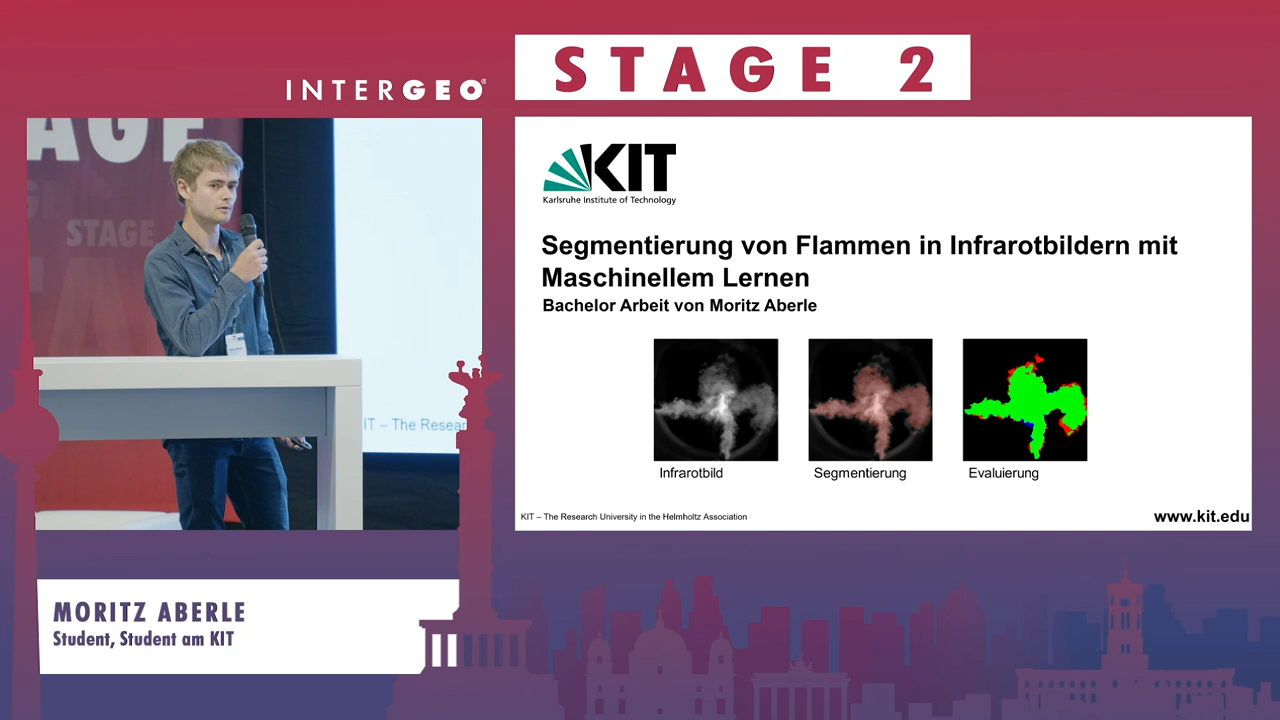 STAGE 2
INTERGEO®
AGE
STAGE
KIT
Karlsruhe Institute of Technology
Segmentierung von Flammen in Infrarotbildern mit
Maschinellem Lernen
Bachelor Arbeit von Moritz Aberle
Infrarotbild
Segmentierung
Evaluierung
IT – The Resear
KIT – The Research University in the Helmholtz Association
www.kit.edu
MORITZ ABERLE
Student, Student am KIT